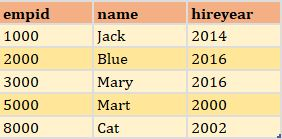 empid name hireyear
1000 Jack 2014
2000 Blue 2016
3000 Mary 2016
5000 Mart 2000
8000 Cat 2002